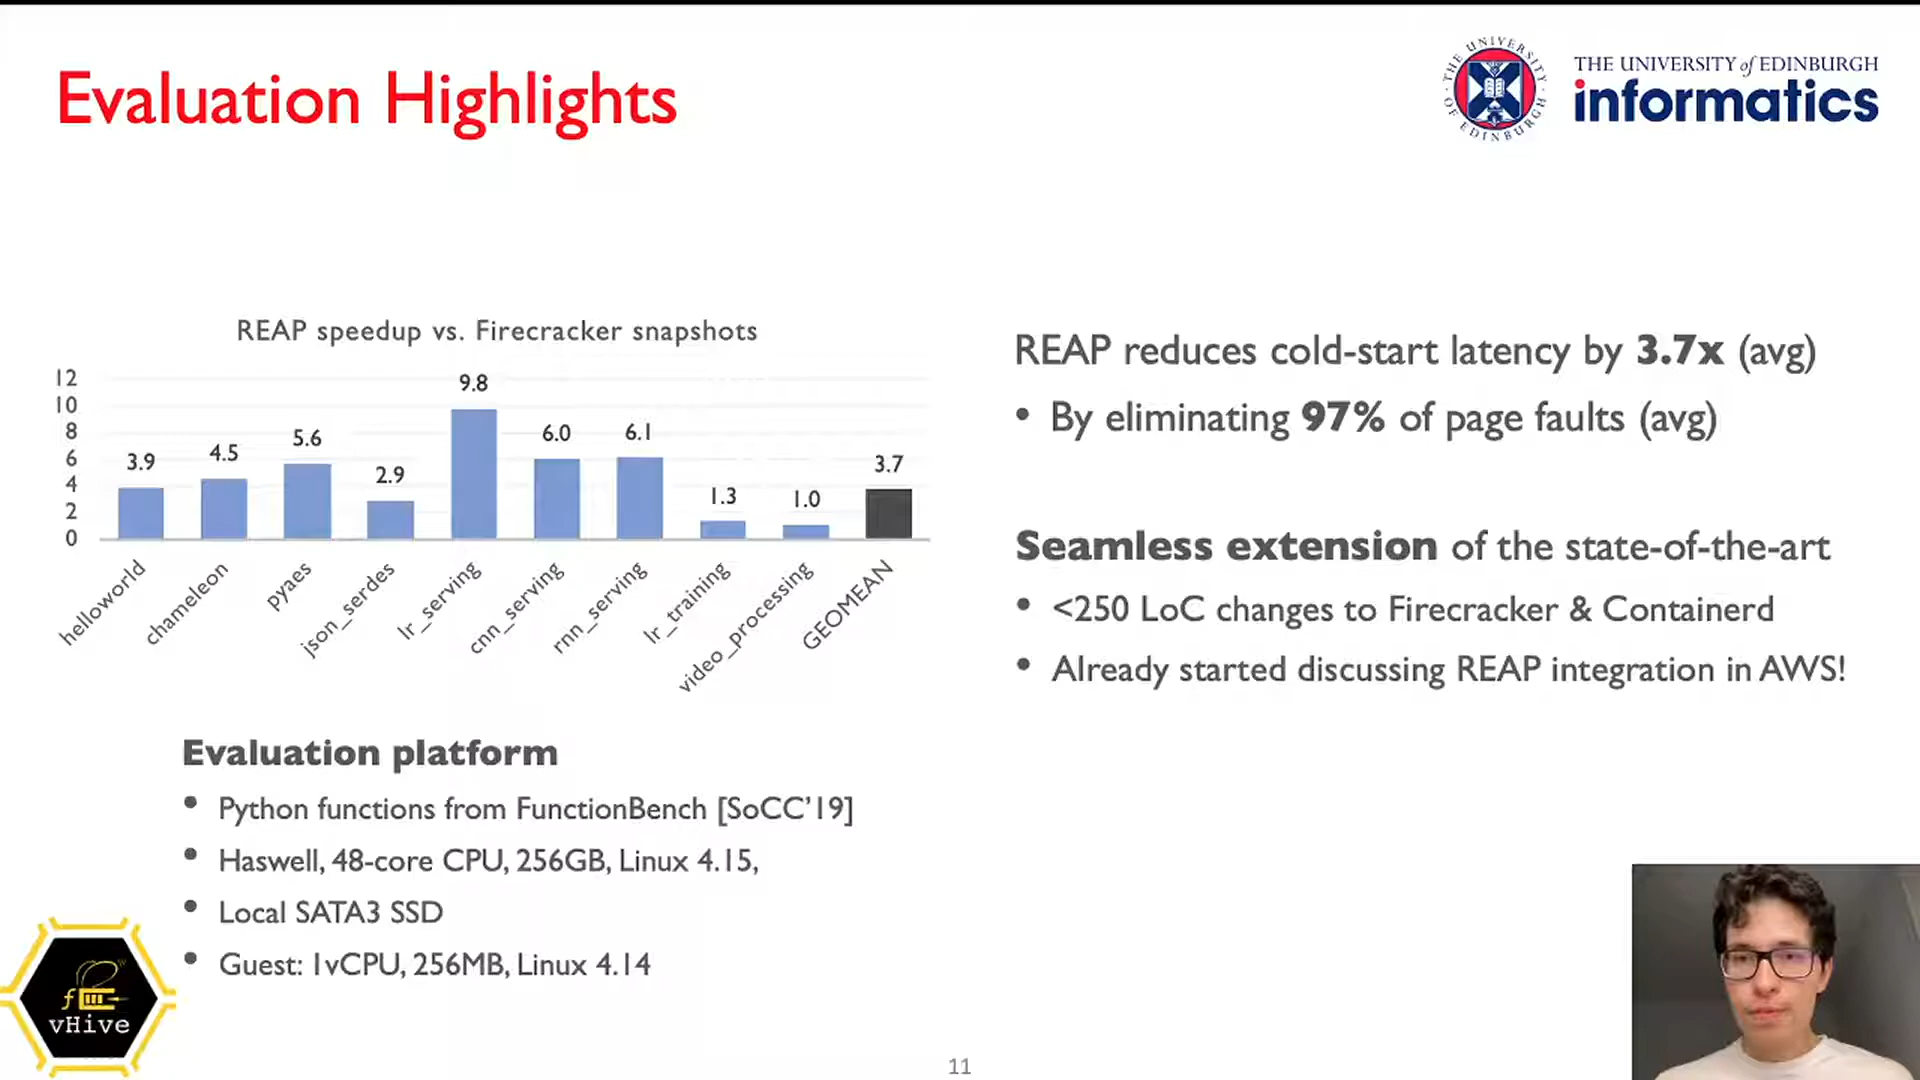 Evaluation Highlights
THE UNIVERSITY OF EDINBURGH
THE UNIVERSITY of EDINBURGH
informatics
REAP speedup vs. Firecracker snapshots
12
10
8
6
4
2
0
3.9
4.5
5.6
2.9
9.8
6.0
6.1
1.3
1.0
3.7
helloworld
chameleon
pyaes
json_serdes
lr_serving
cnn_serving
rnn_serving
lr_training
video_processing
GEOMEAN
REAP reduces cold-start latency by 3.7x (avg)
• By eliminating 97% of page faults (avg)
Seamless extension of the state-of-the-art
• <250 LoC changes to Firecracker & Containerd
• Already started discussing REAP integration in AWS!
Evaluation platform
• Python functions from FunctionBench [SoCC'19]
• Haswell, 48-core CPU, 256GB, Linux 4.15,
• Local SATA3 SSD
• Guest: 1vCPU, 256MB, Linux 4.14
vHive
11